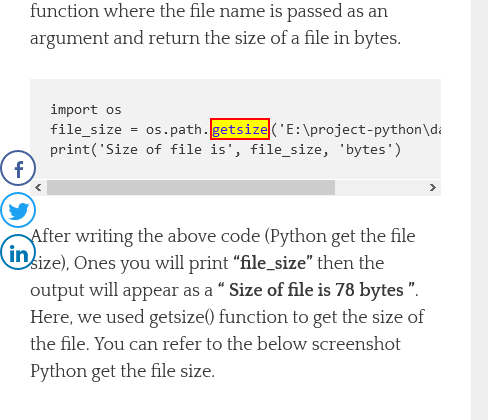 function where the file name is passed as an
argument and return the size of a file in bytes.
import os
file_size = os.path.getsize('E:\project-python\da
print('Size of file is', file_size, 'bytes')
After writing the above code (Python get the file
size), Ones you will print “file_size” then the
output will appear as a “ Size of file is 78 bytes ”.
Here, we used getsize() function to get the size of
the file. You can refer to the below screenshot
Python get the file size.